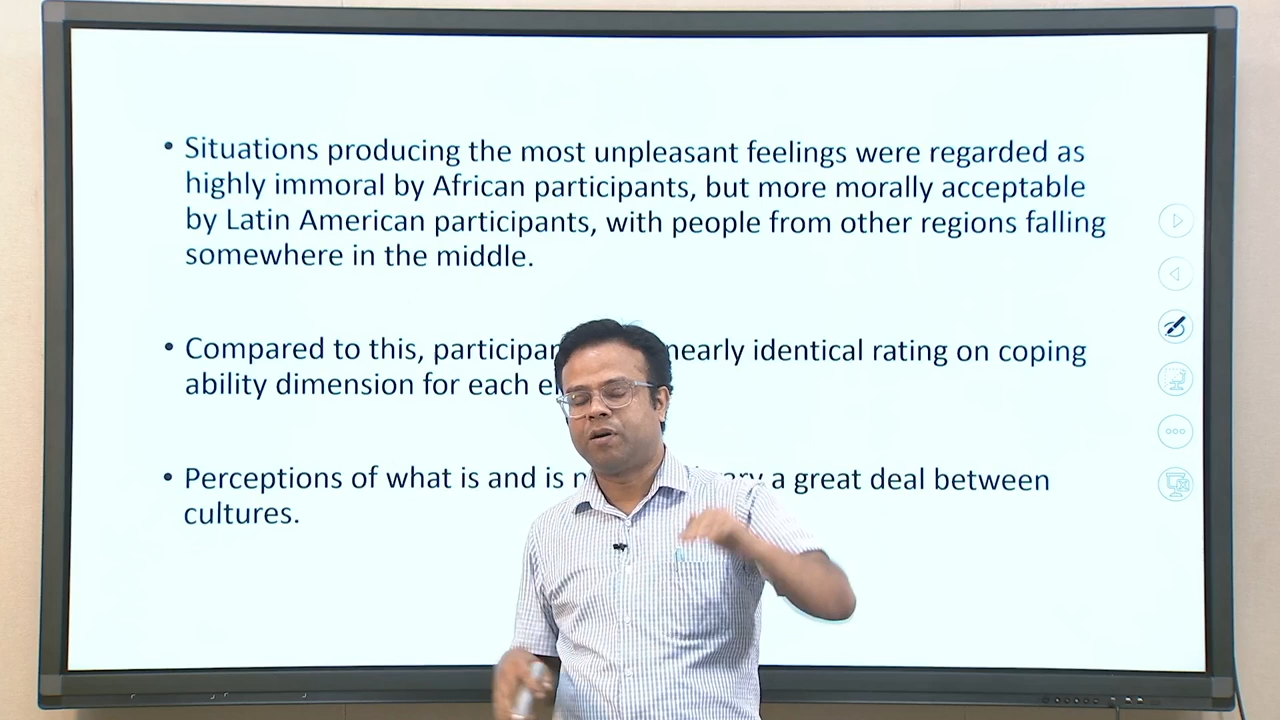 • Situations producing the most unpleasant feelings were regarded as
highly immoral by African participants, but more morally acceptable
by Latin American participants, with people from other regions falling
somewhere in the middle.
• Compared to this, nearly identical rating on coping
ability dimension for each
• Perceptions of what is and is a great deal between
cultures.